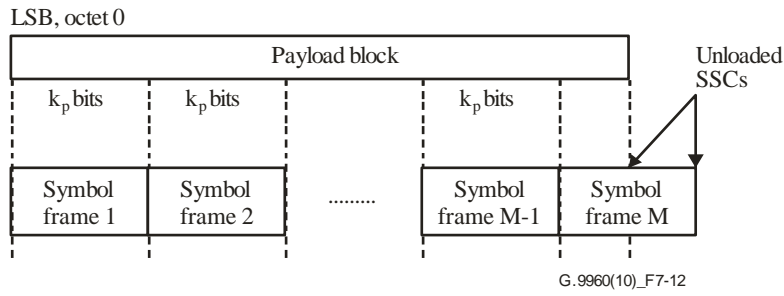 LSB, octet 0
Payload block
Unloaded
SSCs
k_p bits
k_p bits
k_p bits
Symbol
frame 1
Symbol
frame 2
.........
Symbol
frame M-1
Symbol
frame M
G.9960(10)_F7-12